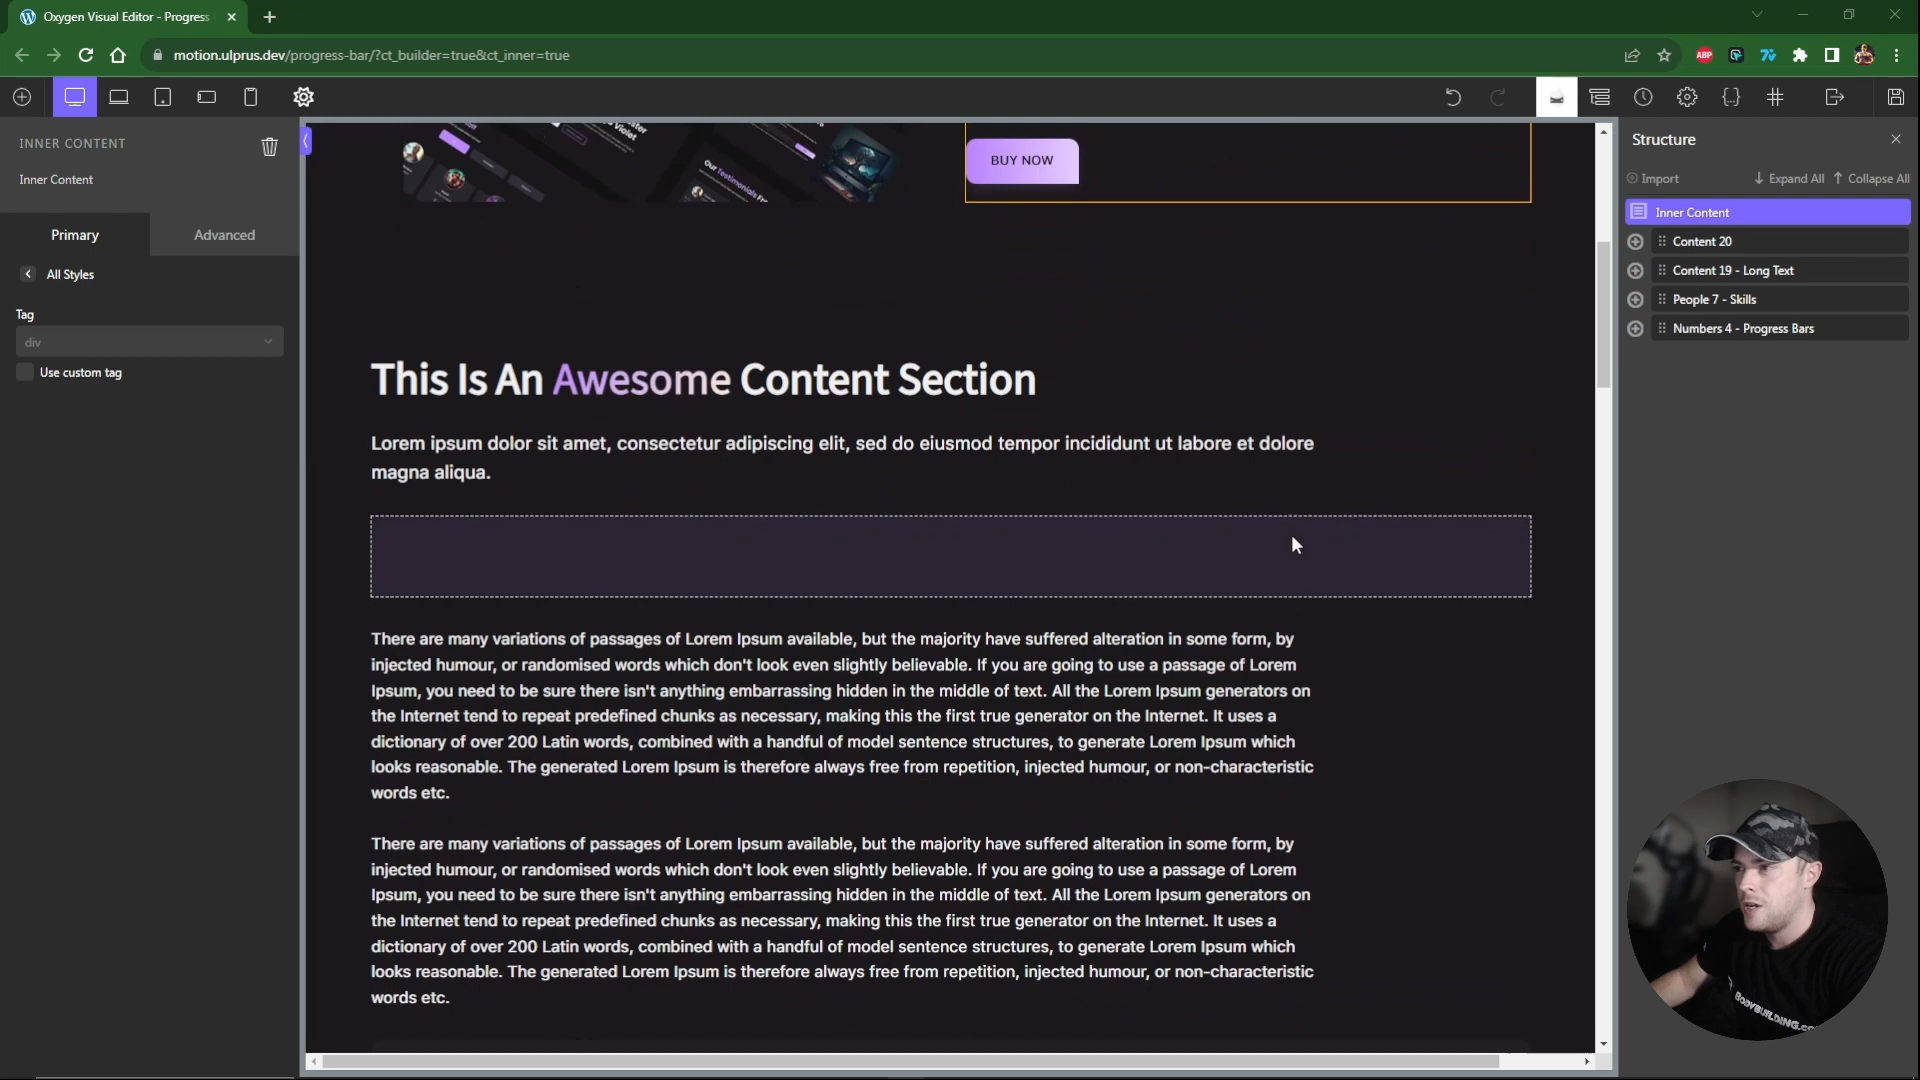 Oxygen Visual Editor - Progress
motion.ulprus.dev/progress-bar/?ct_builder=true&ct_inner=true
ABP
INNER CONTENT
Inner Content
Primary
Advanced
All Styles
Tag
div
Use custom tag
Our Testimonials
BUY NOW
This Is An Awesome Content Section
Lorem ipsum dolor sit amet, consectetur adipiscing elit, sed do eiusmod tempor incididunt ut labore et dolore
magna aliqua.
There are many variations of passages of Lorem Ipsum available, but the majority have suffered alteration in some form, by
injected humour, or randomised words which don't look even slightly believable. If you are going to use a passage of Lorem
Ipsum, you need to be sure there isn't anything embarrassing hidden in the middle of text. All the Lorem Ipsum generators on
the Internet tend to repeat predefined chunks as necessary, making this the first true generator on the Internet. It uses a
dictionary of over 200 Latin words, combined with a handful of model sentence structures, to generate Lorem Ipsum which
looks reasonable. The generated Lorem Ipsum is therefore always free from repetition, injected humour, or non-characteristic
words etc.
There are many variations of passages of Lorem Ipsum available, but the majority have suffered alteration in some form, by
injected humour, or randomised words which don't look even slightly believable. If you are going to use a passage of Lorem
Ipsum, you need to be sure there isn't anything embarrassing hidden in the middle of text. All the Lorem Ipsum generators on
the Internet tend to repeat predefined chunks as necessary, making this the first true generator on the Internet. It uses a
dictionary of over 200 Latin words, combined with a handful of model sentence structures, to generate Lorem Ipsum which
looks reasonable. The generated Lorem Ipsum is therefore always free from repetition, injected humour, or non-characteristic
words etc.
Structure
Import
Expand All
Collapse All
Inner Content
Content 20
Content 19 - Long Text
People 7 - Skills
Numbers 4 - Progress Bars
BODYBUILDING.CO